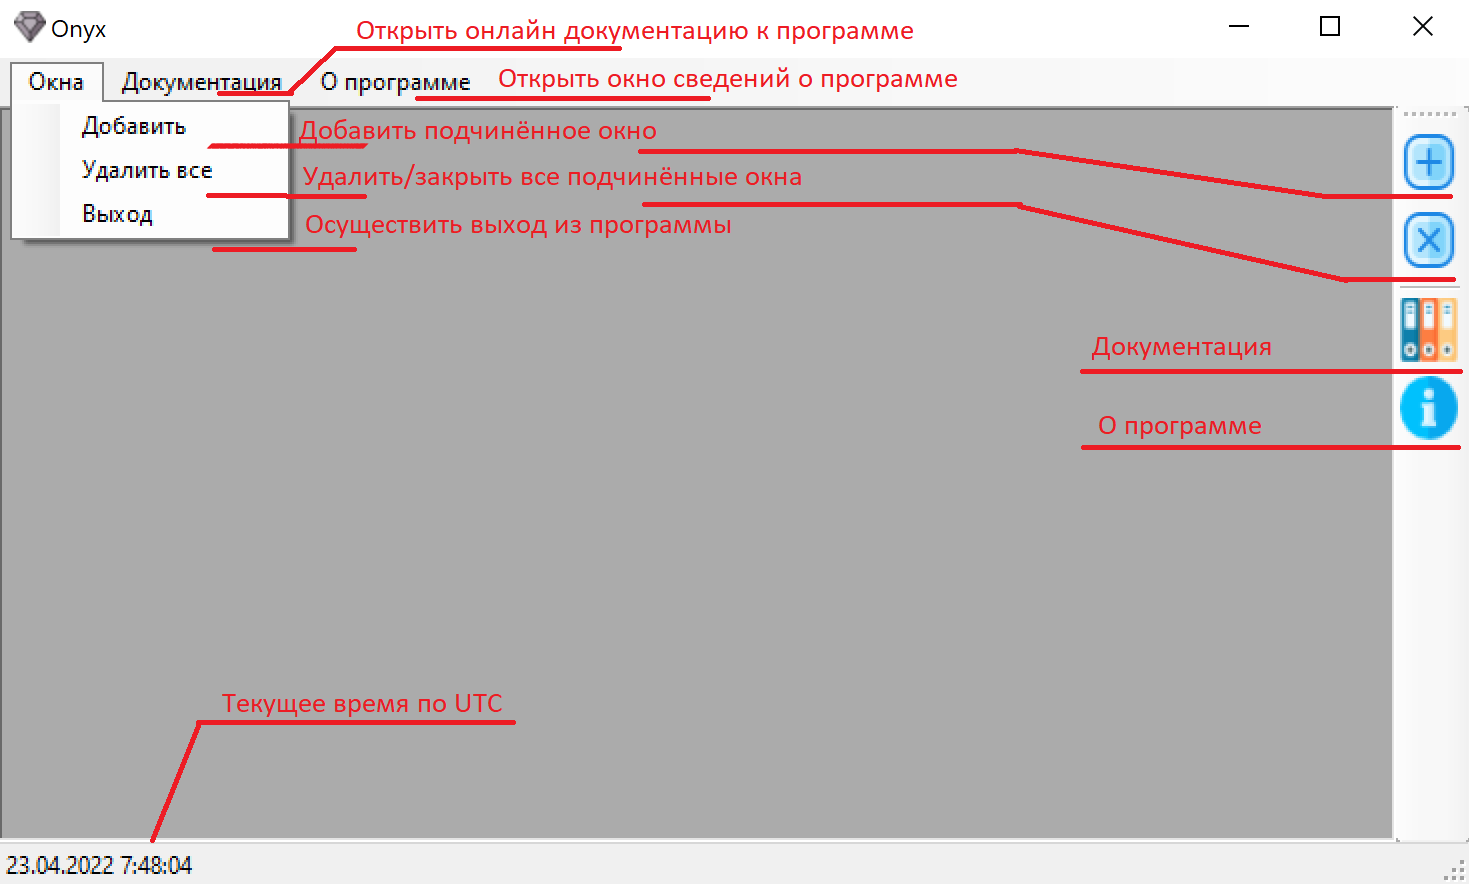 Onyx
Открыть онлайн документацию к программе
Окна Документация О программе
Открыть окно сведений о программе
Добавить
Добавить подчинённое окно
Удалить все
Удалить/закрыть все подчинённые окна
Выход
Осуществить выход из программы
Документация
О программе
Текущее время по UTC
23.04.2022 7:48:04